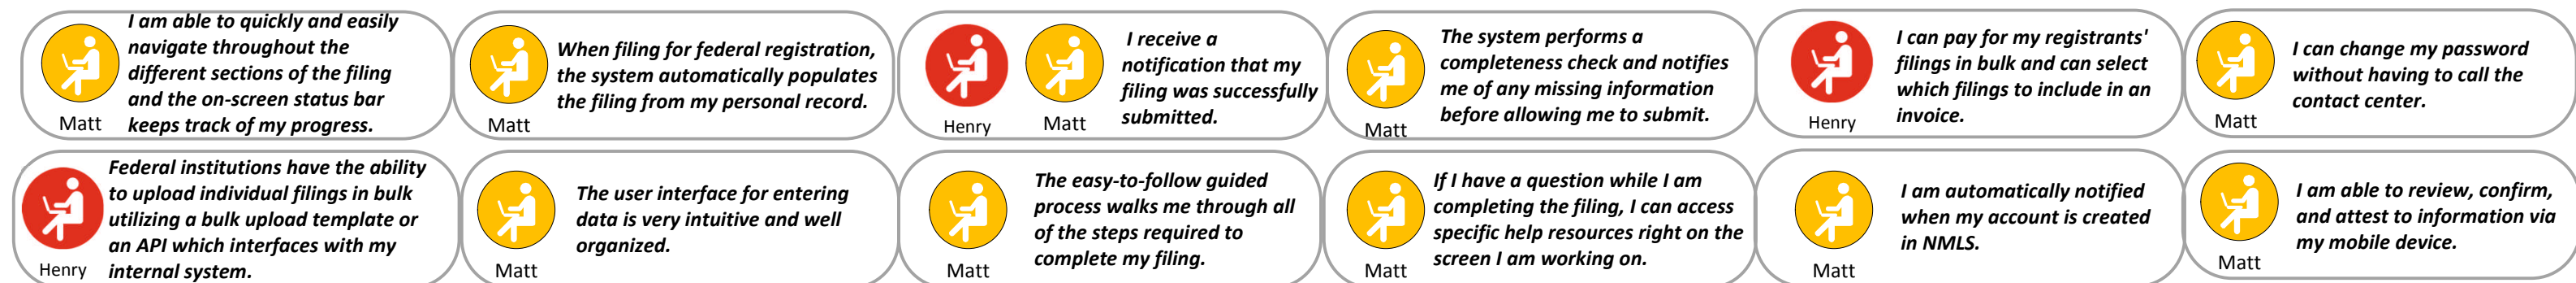 I am able to quickly and easily
navigate throughout the
different sections of the filing
and the on-screen status bar
keeps track of my progress.
Matt
When filing for federal registration,
the system automatically populates
the filing from my personal record.
Matt
I receive a
notification that my
filing was successfully
submitted.
Henry
Matt
The system performs a
completeness check and notifies
me of any missing information
before allowing me to submit.
Matt
I can pay for my registrants'
filings in bulk and can select
which filings to include in an
invoice.
Henry
I can change my password
without having to call the
contact center.
Matt
Federal institutions have the ability
to upload individual filings in bulk
utilizing a bulk upload template or
an API which interfaces with my
internal system.
Henry
The user interface for entering
data is very intuitive and well
organized.
Matt
The easy-to-follow guided
process walks me through all
of the steps required to
complete my filing.
Matt
If I have a question while I am
completing the filing, I can access
specific help resources right on the
screen I am working on.
Matt
I am automatically notified
when my account is created
in NMLS.
Matt
I am able to review, confirm,
and attest to information via
my mobile device.
Matt